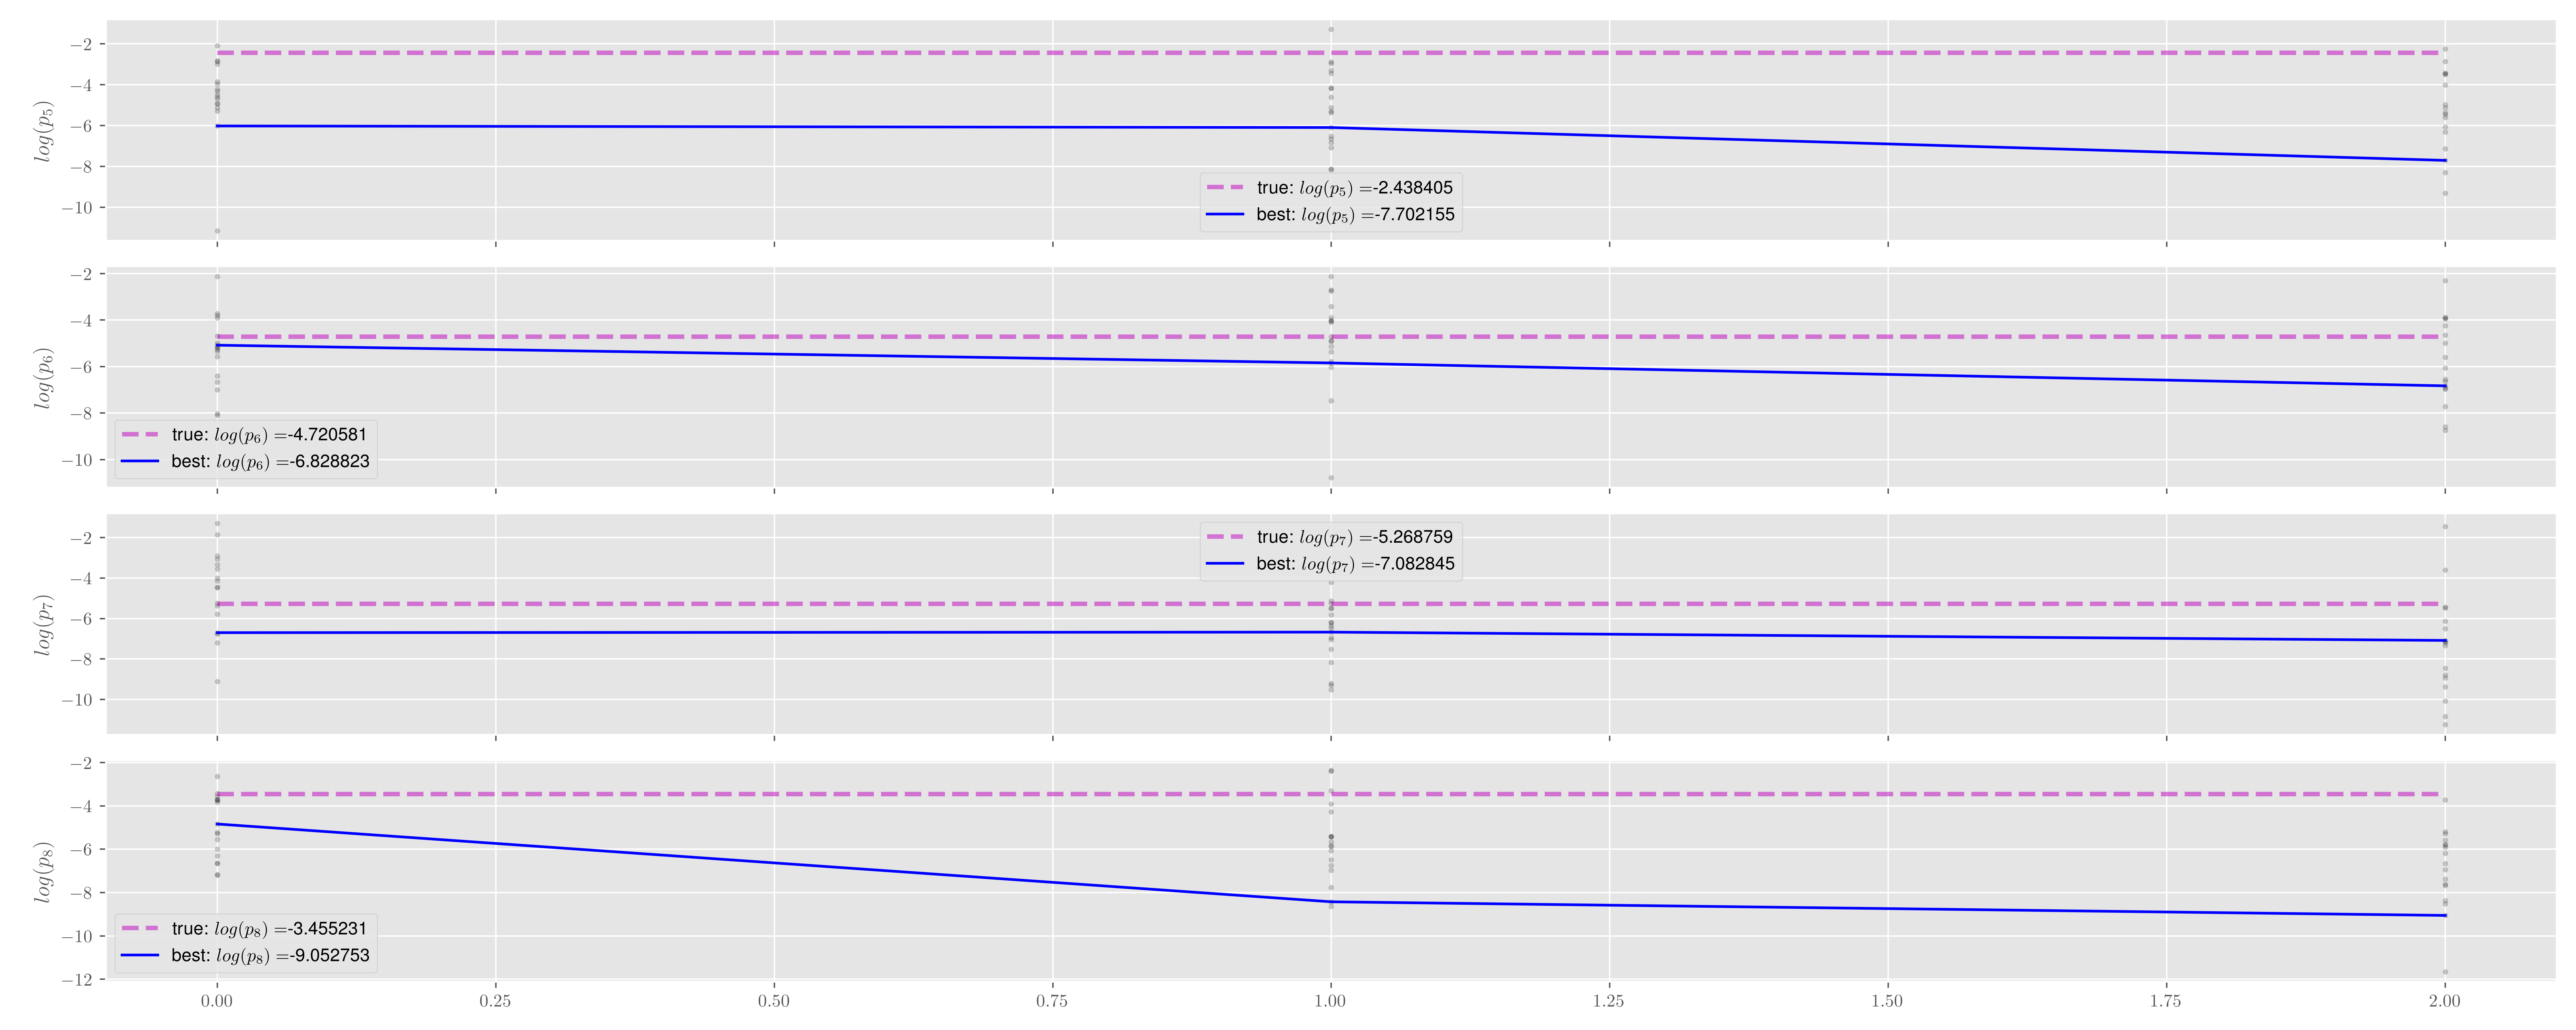 −2
−4
−6
−8
−10
log(p₅)
true: log(p₅) =-2.438405
best: log(p₅) =-7.702155
−2
−4
−6
−8
−10
log(p₆)
true: log(p₆) =-4.720581
best: log(p₆) =-6.828823
−2
−4
−6
−8
−10
log(p₇)
true: log(p₇) =-5.268759
best: log(p₇) =-7.082845
−2
−4
−6
−8
−10
−12
log(p₈)
true: log(p₈) =-3.455231
best: log(p₈) =-9.052753
0.00 0.25 0.50 0.75 1.00 1.25 1.50 1.75 2.00